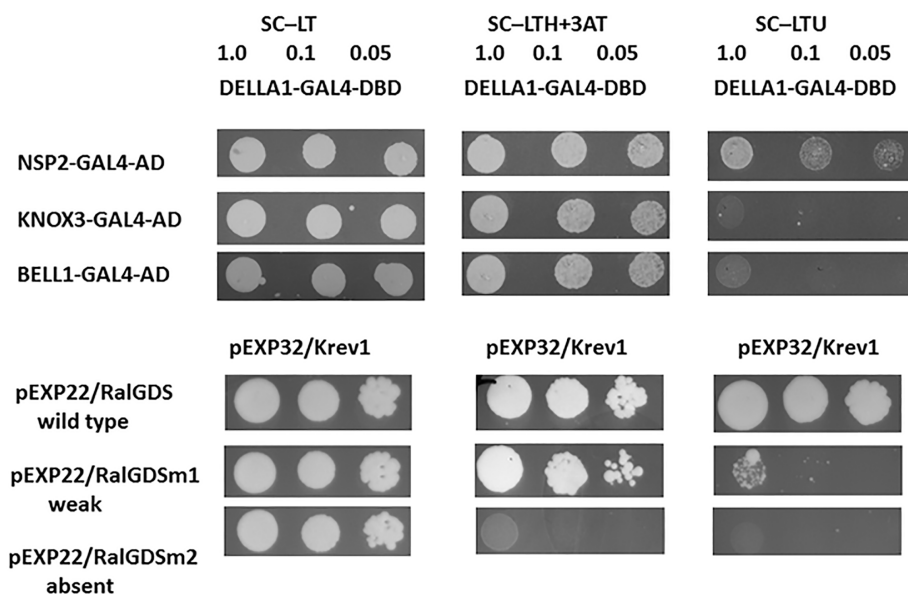 SC–LT SC–LTH+3AT SC–LTU
1.0 0.1 0.05 1.0 0.1 0.05 1.0 0.1 0.05
DELLA1-GAL4-DBD DELLA1-GAL4-DBD DELLA1-GAL4-DBD
NSP2-GAL4-AD
KNOX3-GAL4-AD
BELL1-GAL4-AD
pEXP32/Krev1 pEXP32/Krev1 pEXP32/Krev1
pEXP22/RalGDS
wild type
pEXP22/RalGDSm1
weak
pEXP22/RalGDSm2
absent